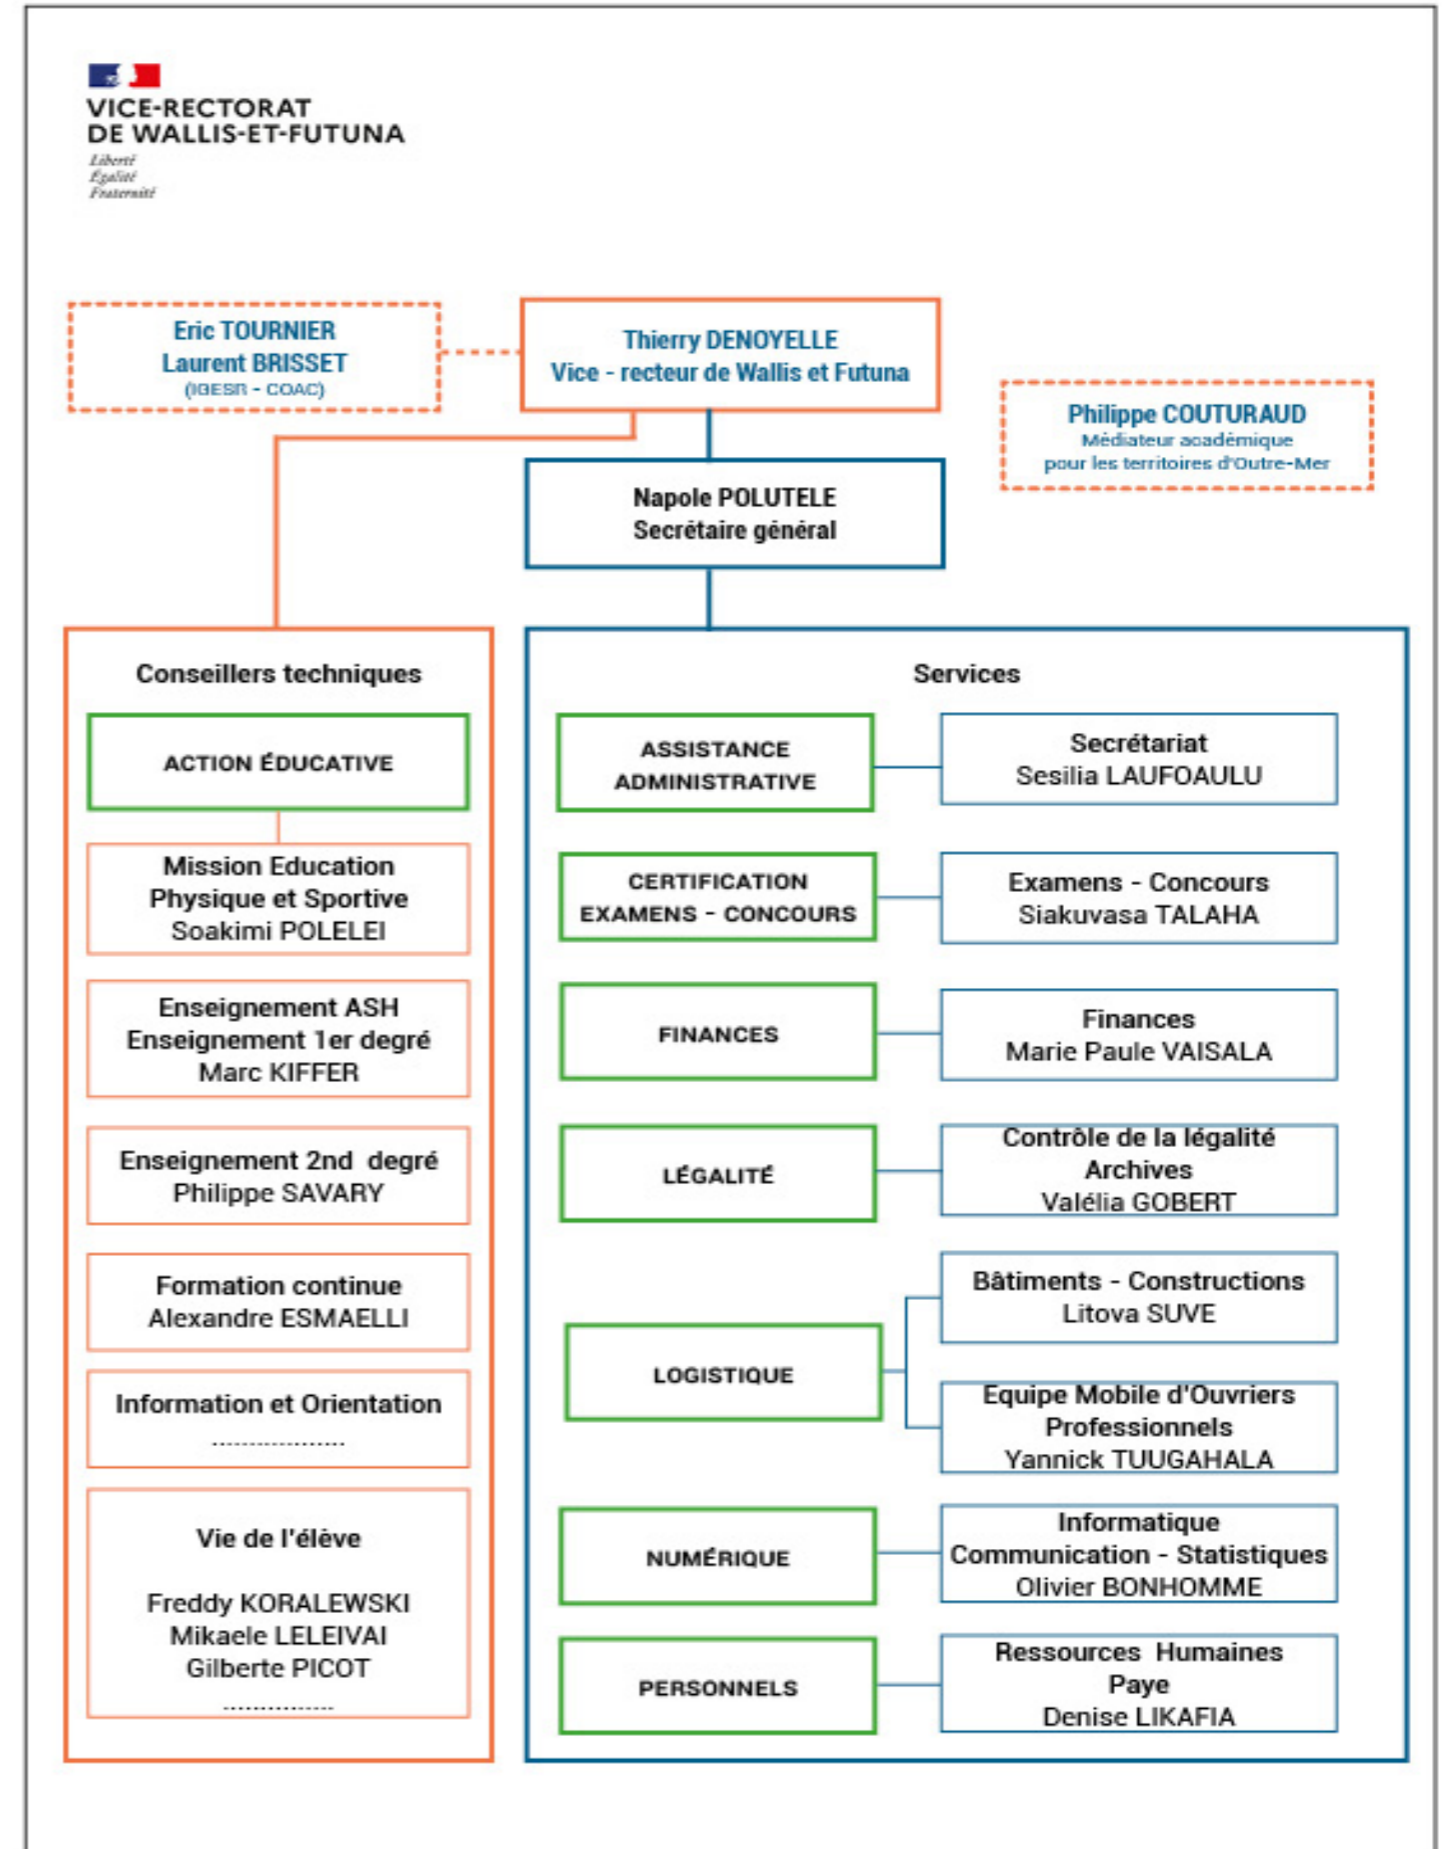 VICE-RECTORAT
DE WALLIS-ET-FUTUNA
Liberté
Égalité
Fraternité
Eric TOURNIER
Laurent BRISSET
(IGESR - COAC)
Thierry DENOYELLE
Vice - recteur de Wallis et Futuna
Philippe COUTURAUD
Médiateur académique
pour les territoires d'Outre-Mer
Napole POLUTELE
Secrétaire général
Conseillers techniques
ACTION ÉDUCATIVE
Mission Education
Physique et Sportive
Soakimi POLELEI
Enseignement ASH
Enseignement 1er degré
Marc KIFFER
Enseignement 2nd degré
Philippe SAVARY
Formation continue
Alexandre ESMAELLI
Information et Orientation
..................
Vie de l'élève
Freddy KORALEWSKI
Mikaele LELEIVAI
Gilberte PICOT
...............
Services
ASSISTANCE
ADMINISTRATIVE
Secrétariat
Sesilia LAUFOAULU
CERTIFICATION
EXAMENS - CONCOURS
Examens - Concours
Siakuvasa TALAHA
FINANCES
Finances
Marie Paule VAISALA
LÉGALITÉ
Contrôle de la légalité
Archives
Valélia GOBERT
LOGISTIQUE
Bâtiments - Constructions
Litova SUVE
Equipe Mobile d'Ouvriers
Professionnels
Yannick TUUGAHALA
NUMÉRIQUE
Informatique
Communication - Statistiques
Olivier BONHOMME
PERSONNELS
Ressources Humaines
Paye
Denise LIKAFIA